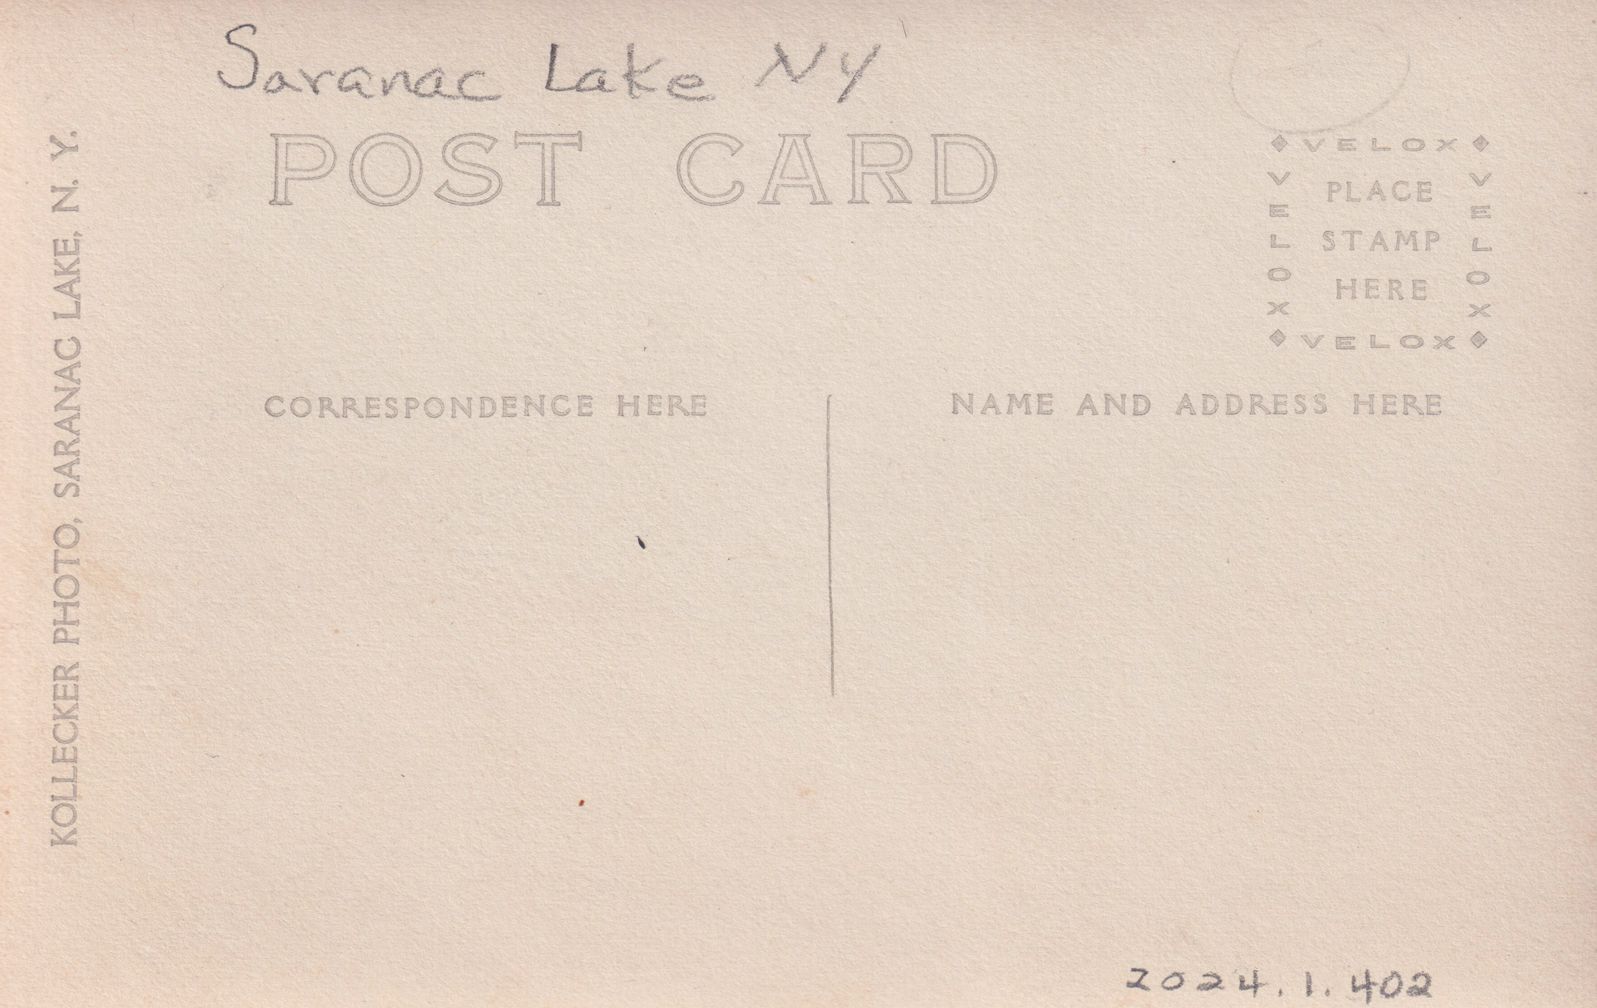 Saranac Lake NY
POST CARD
KOLLECKER PHOTO, SARANAC LAKE, N. Y.
VELOX
VELOX
VELOX
VELOX
PLACE
STAMP
HERE
CORRESPONDENCE HERE
NAME AND ADDRESS HERE
2024.1.402